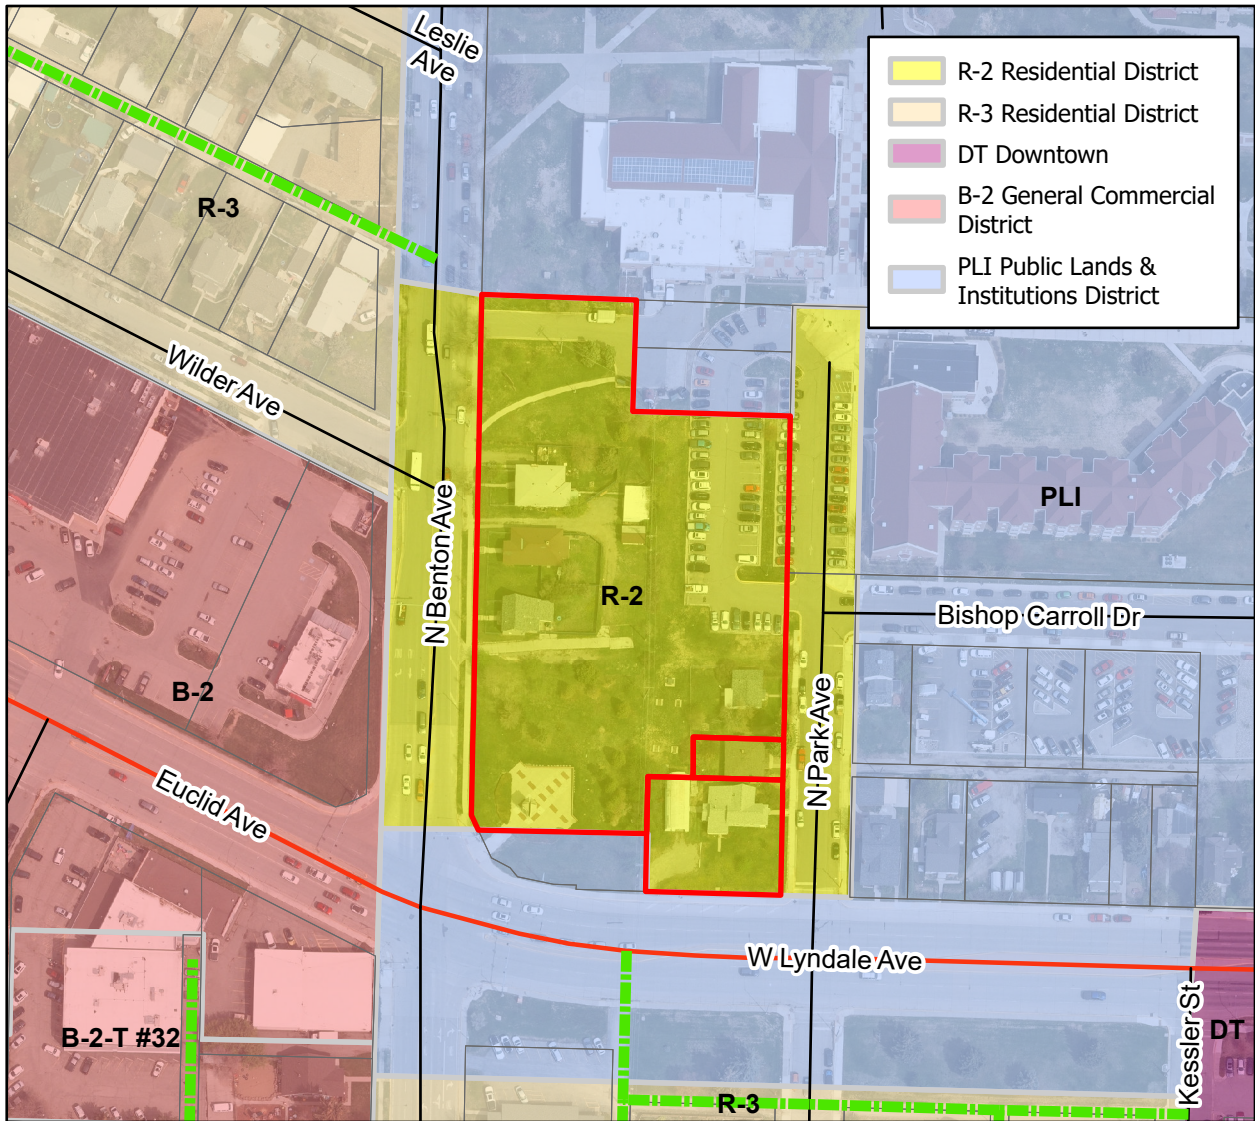 Leslie
Ave
R-2 Residential District
R-3 Residential District
DT Downtown
B-2 General Commercial
District
PLI Public Lands &
Institutions District
R-3
Wilder Ave
N Benton Ave
PLI
R-2
Bishop Carroll Dr
B-2
N Park Ave
Euclid Ave
W Lyndale Ave
B-2-T #32
Kessler St
DT
R-3